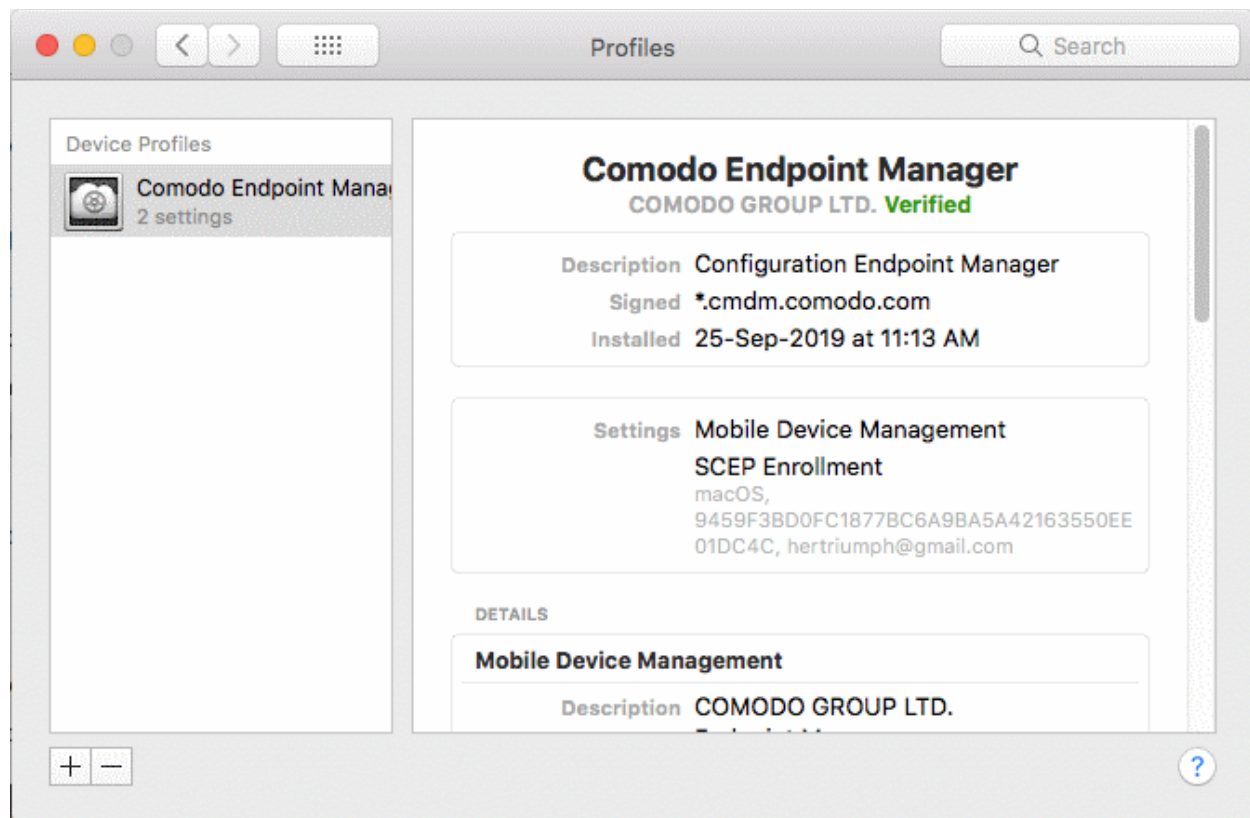 Profiles
Search
Device Profiles
Comodo Endpoint Mana
2 settings
Comodo Endpoint Manager
COMODO GROUP LTD. Verified
Description Configuration Endpoint Manager
Signed *.cmdm.comodo.com
Installed 25-Sep-2019 at 11:13 AM
Settings Mobile Device Management
SCEP Enrollment
macOS,
9459F3BD0FC1877BC6A9BA5A42163550EE
01DC4C, hertriumph@gmail.com
DETAILS
Mobile Device Management
Description COMODO GROUP LTD.
+ −
?